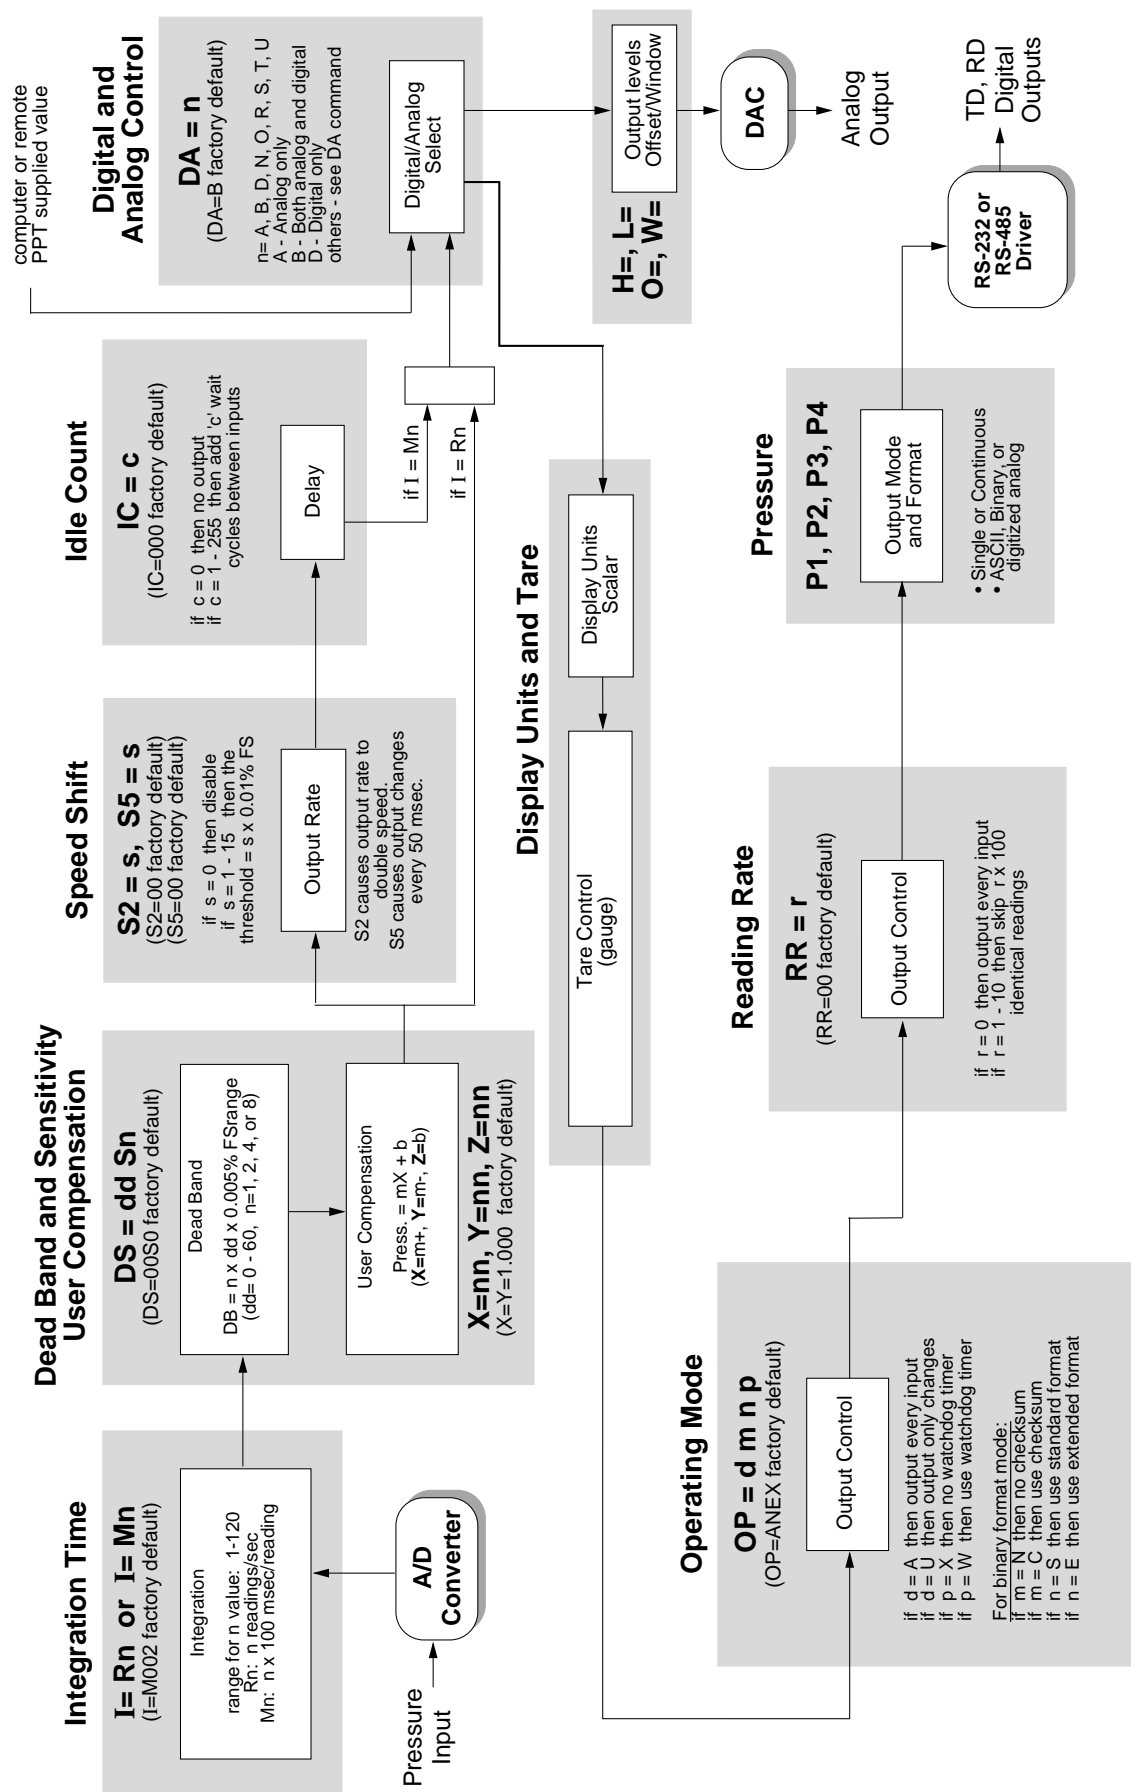 Integration Time
I= Rn or I= Mn
(I=M002 factory default)
Integration
range for n value: 1-120
Rn: n readings/sec
Mn: n x 100 msec/reading
Pressure
Input
A/D
Converter
Dead Band and Sensitivity
User Compensation
DS = dd Sn
(DS=00S0 factory default)
Dead Band
DB = n x dd x 0.005% FSrange
(dd= 0 - 60, n=1, 2, 4, or 8)
User Compensation
Press. = mX + b
(X=m+, Y=m-, Z=b)
X=nn, Y=nn, Z=nn
(X=Y=1.000 factory default)
Speed Shift
S2 = s, S5 = s
(S2=00 factory default)
(S5=00 factory default)
if s = 0 then disable
if s = 1 - 15 then the
threshold = s x 0.01% FS
Output Rate
S2 causes output rate to
double speed.
S5 causes output changes
every 50 msec.
Idle Count
IC = c
(IC=000 factory default)
if c = 0 then no output
if c = 1 - 255 then add 'c' wait
cycles between inputs
Delay
if I = Mn
if I = Rn
computer or remote
PPT supplied value
Digital and
Analog Control
DA = n
(DA=B factory default)
n= A, B, D, N, O, R, S, T, U
A - Analog only
B - Both analog and digital
D - Digital only
others - see DA command
Digital/Analog
Select
H=, L=
O=, W=
Output levels
Offset/Window
DAC
Analog
Output
Display Units and Tare
Tare Control
(gauge)
Display Units
Scalar
Operating Mode
OP = d m n p
(OP=ANEX factory default)
Output Control
if d = A then output every input
if d = U then output only changes
if p = X then no watchdog timer
if p = W then use watchdog timer
For binary format mode:
if m = N then no checksum
if m = C then use checksum
if n = S then use standard format
if n = E then use extended format
Reading Rate
RR = r
(RR=00 factory default)
Output Control
if r = 0 then output every input
if r = 1 - 10 then skip r x 100
identical readings
Pressure
P1, P2, P3, P4
Output Mode
and Format
• Single or Continuous
• ASCII, Binary, or
digitized analog
RS-232 or
RS-485
Driver
TD, RD
Digital
Outputs